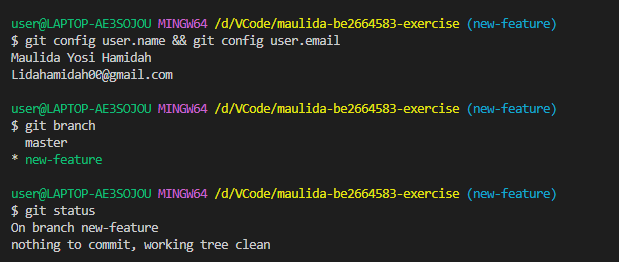 user@LAPTOP-AE3SOJOU MINGW64 /d/VCode/maulida-be2664583-exercise (new-feature)
$ git config user.name && git config user.email
Maulida Yosi Hamidah
Lidahamidah00@gmail.com
user@LAPTOP-AE3SOJOU MINGW64 /d/VCode/maulida-be2664583-exercise (new-feature)
$ git branch
  master
* new-feature
user@LAPTOP-AE3SOJOU MINGW64 /d/VCode/maulida-be2664583-exercise (new-feature)
$ git status
On branch new-feature
nothing to commit, working tree clean